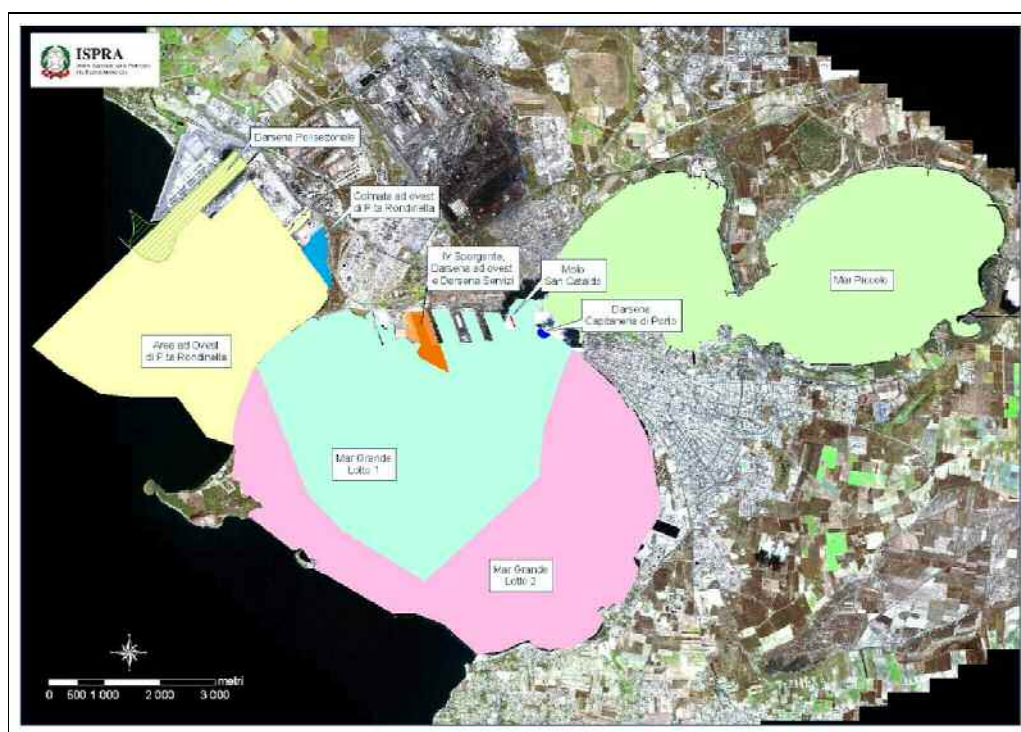 ISPRA
Darsena Polisettoriale
Colmata ad ovest
di P.ta Rondinella
IV Sporgente,
Darsena ad ovest
e Darsena Servizi
Molo
San Cataldo
Darsena
Capitaneria di Porto
Mar Piccolo
Area ad Ovest
di P.ta Rondinella
Mar Grande
Lotto 1
Mar Grande
Lotto 2
metri
0 500 1 000 2 000 3 000